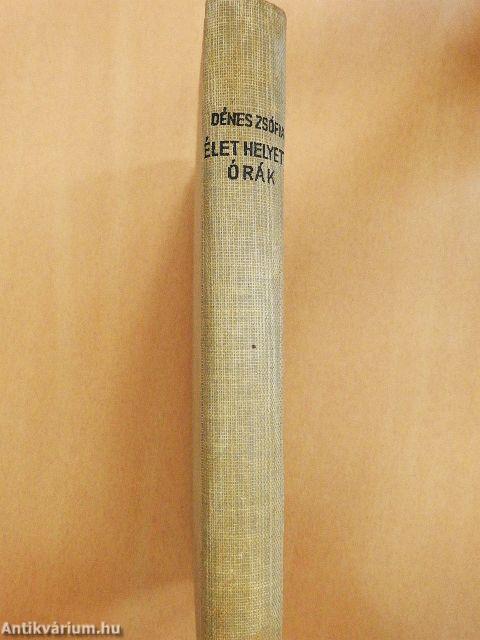 DÉNES ZSÓFIA
ÉLET HELYETT
ÓRÁK
Antikvárium.hu